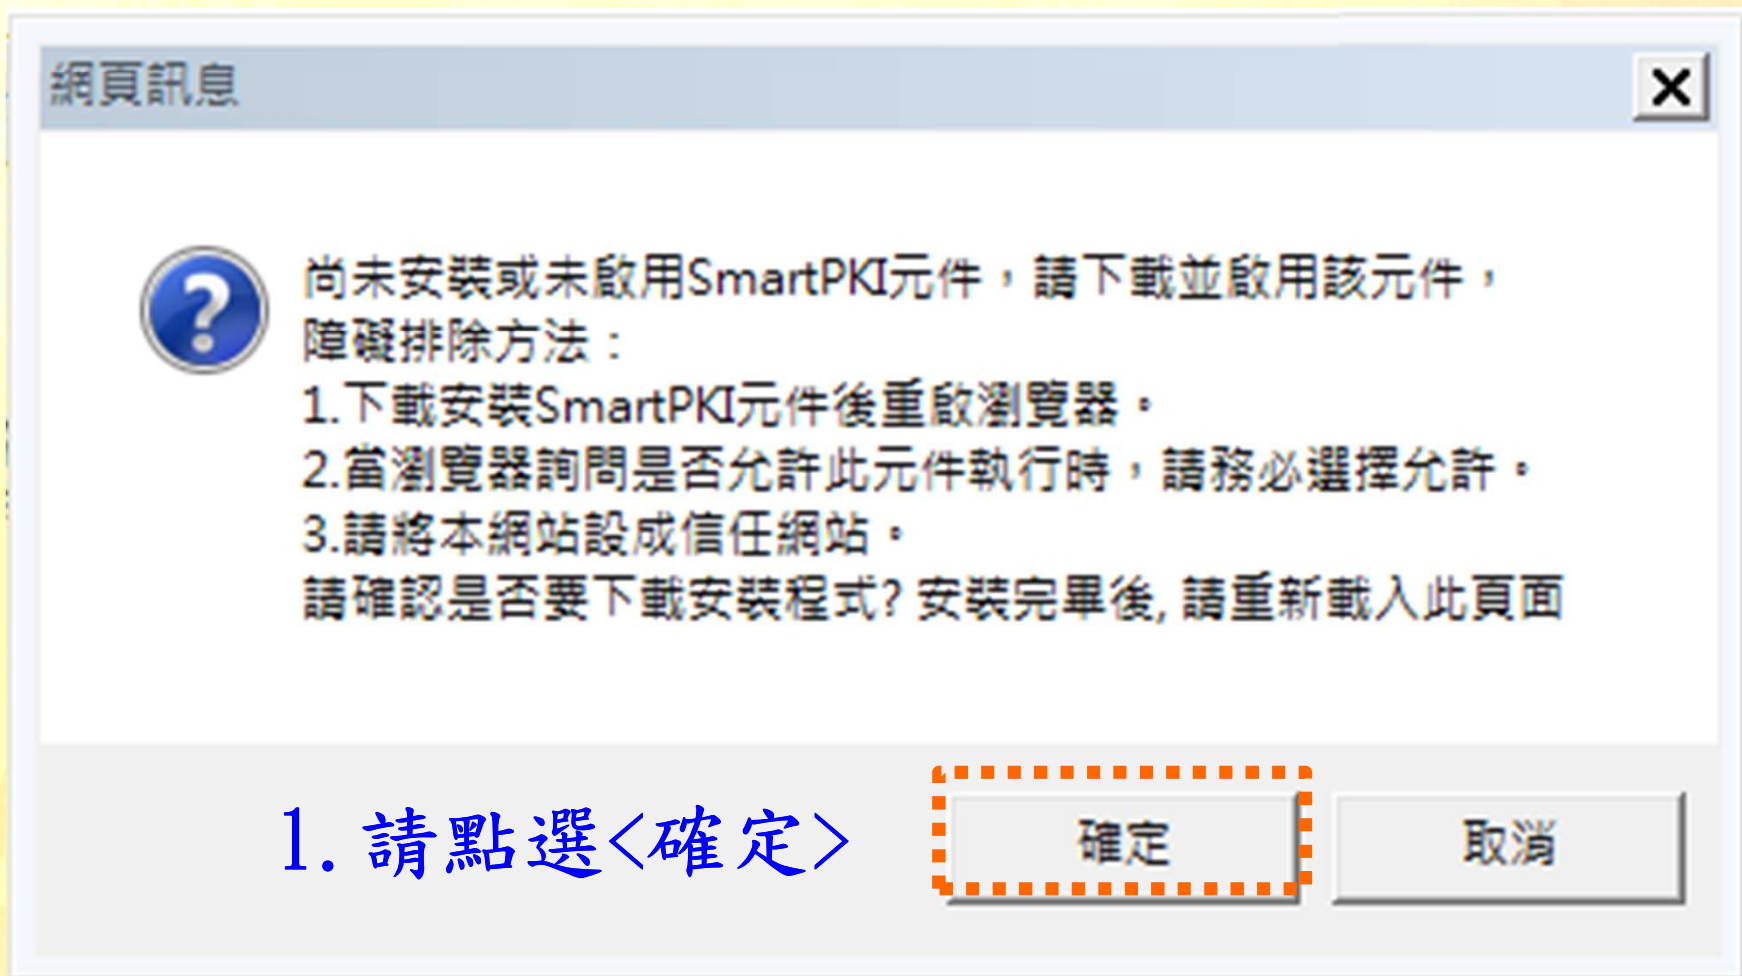 網頁訊息
尚未安裝或未啟用SmartPKI元件，請下載並啟用該元件，
障礙排除方法：
1.下載安裝SmartPKI元件後重啟瀏覽器。
2.當瀏覽器詢問是否允許此元件執行時，請務必選擇允許。
3.請將本網站設成信任網站。
請確認是否要下載安裝程式? 安裝完畢後, 請重新載入此頁面
1.請點選<確定>
確定
取消